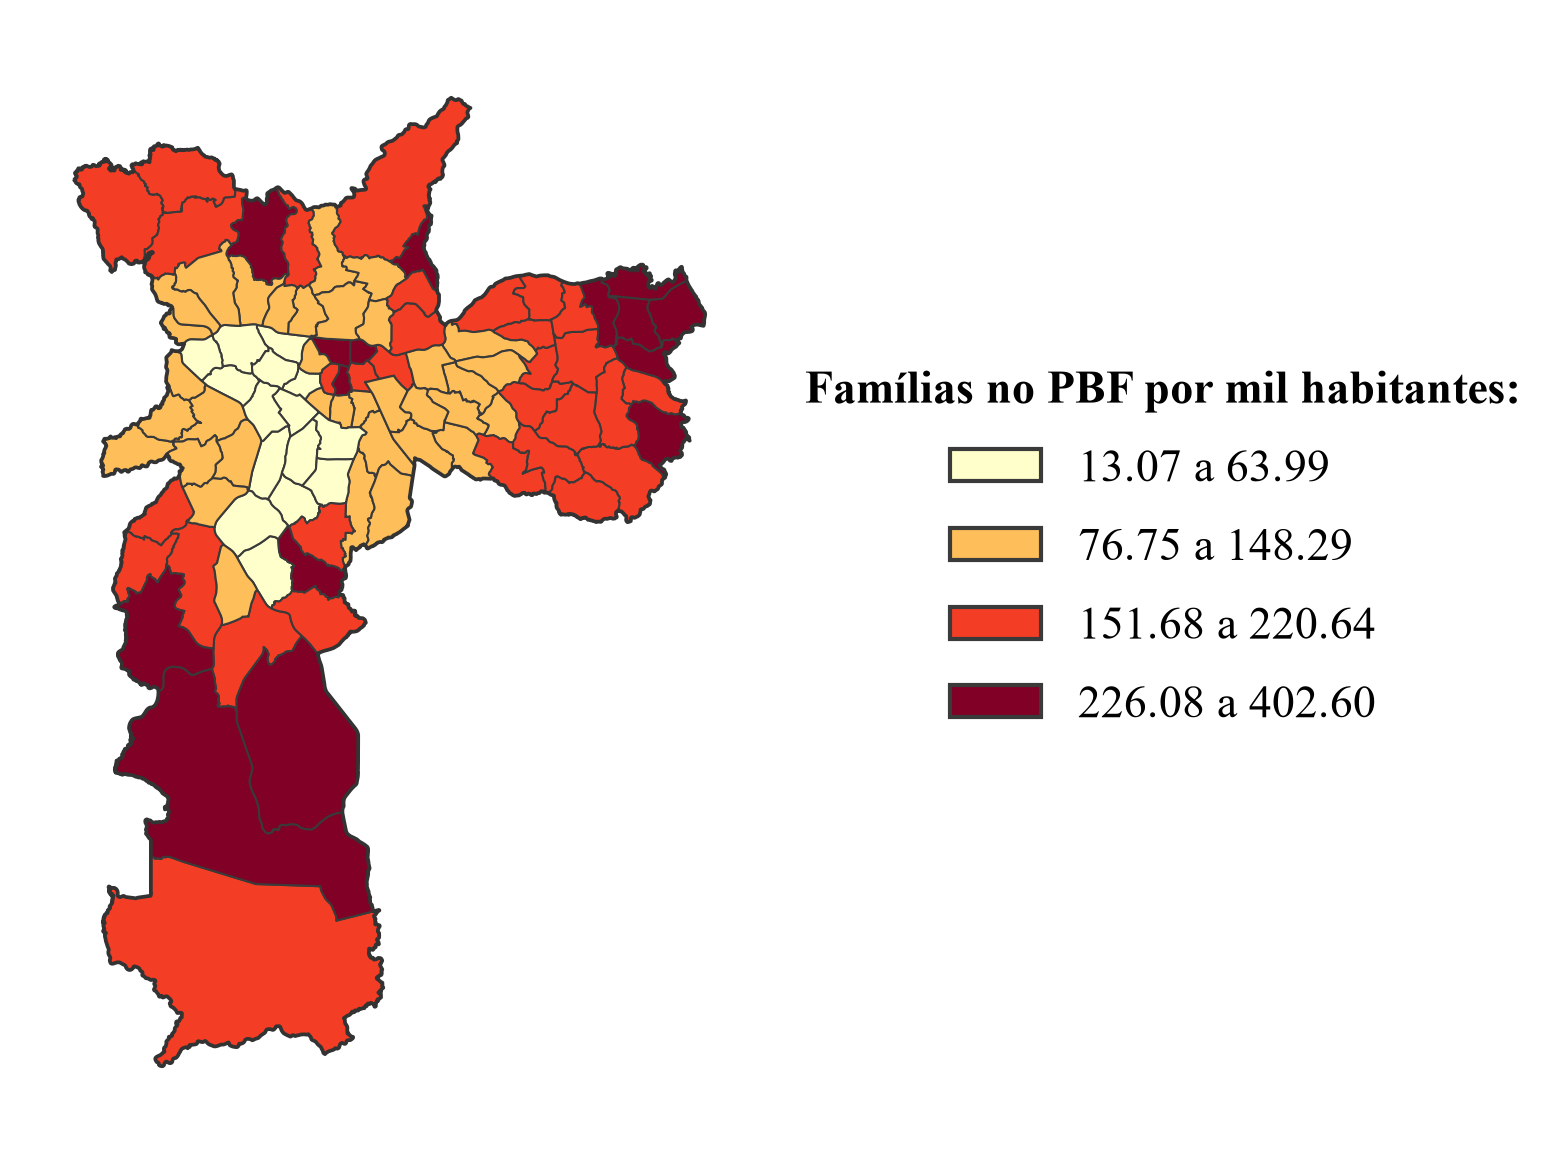 Famílias no PBF por mil habitantes:
13.07 a 63.99
76.75 a 148.29
151.68 a 220.64
226.08 a 402.60